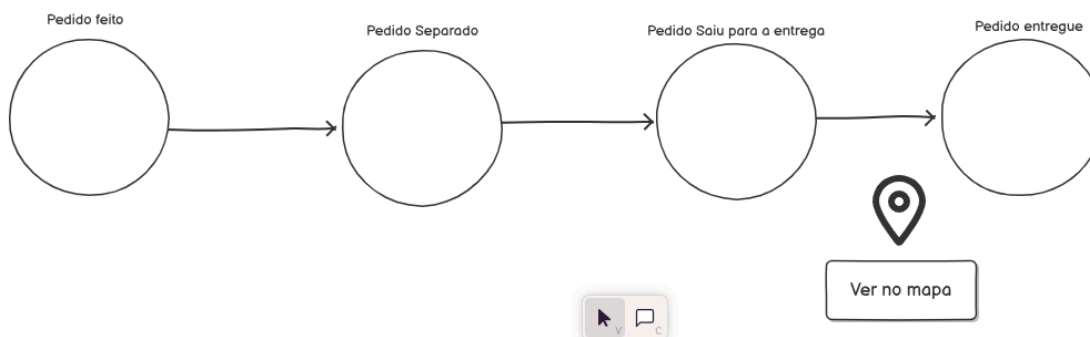 Pedido feito
Pedido Separado
Pedido Saiu para a entrega
Pedido entregue
Ver no mapa
V
C